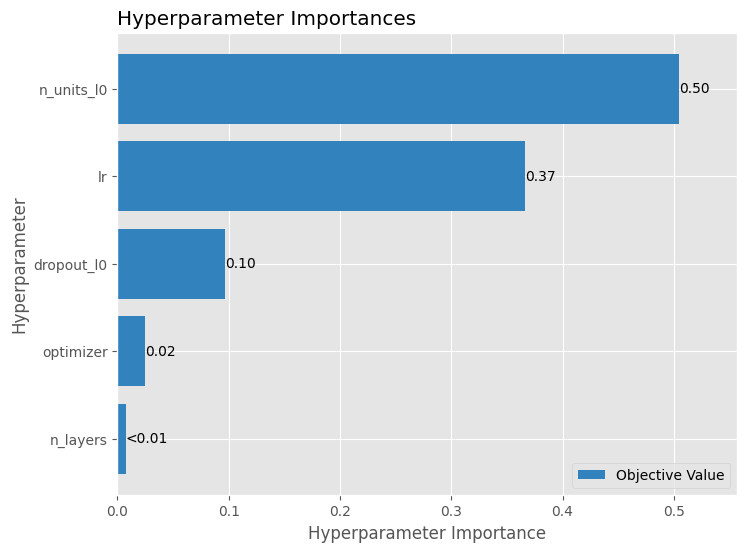 Hyperparameter Importances
Hyperparameter
n_units_l0
0.50
lr
0.37
dropout_l0
0.10
optimizer
0.02
n_layers
<0.01
Objective Value
0.0 0.1 0.2 0.3 0.4 0.5
Hyperparameter Importance